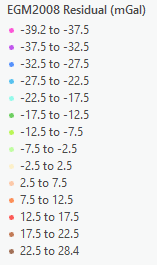 EGM2008 Residual (mGal)
-39.2 to -37.5
-37.5 to -32.5
-32.5 to -27.5
-27.5 to -22.5
-22.5 to -17.5
-17.5 to -12.5
-12.5 to -7.5
-7.5 to -2.5
-2.5 to 2.5
2.5 to 7.5
7.5 to 12.5
12.5 to 17.5
17.5 to 22.5
22.5 to 28.4